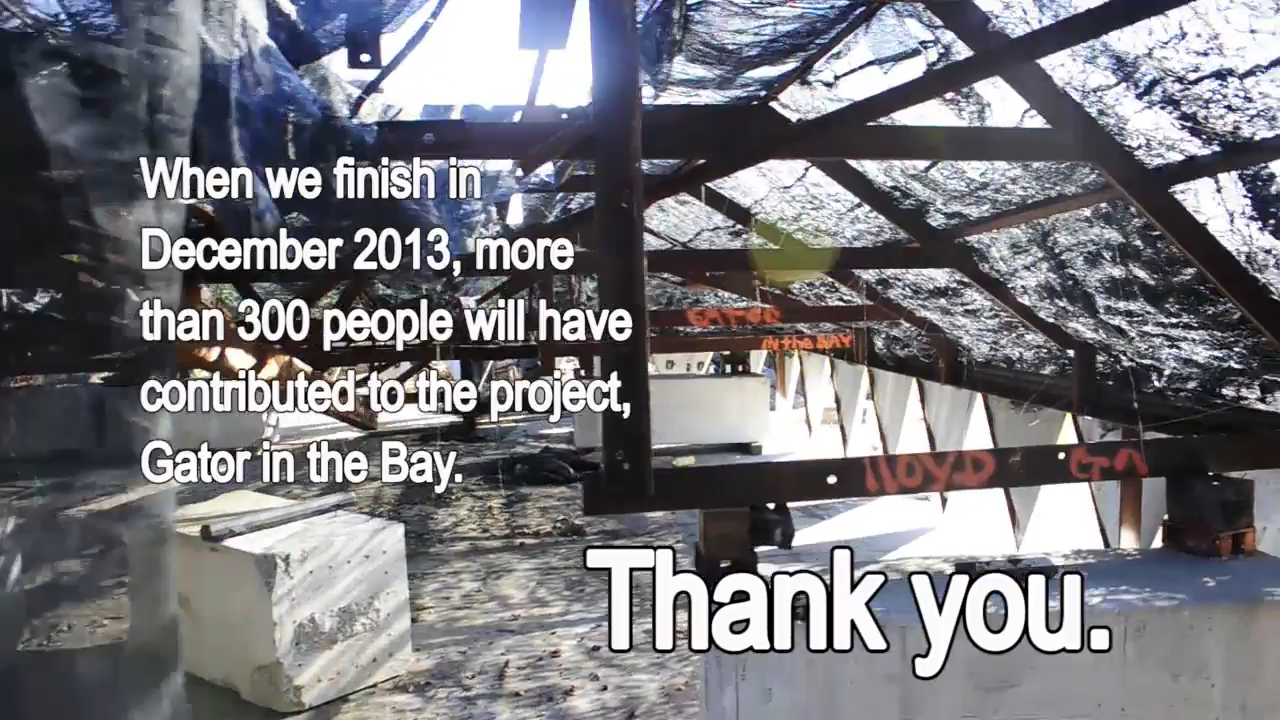 When we finish in
December 2013, more
than 300 people will have
contributed to the project,
Gator in the Bay.
GATOR
IN the BAY
LLOYD
Thank you.